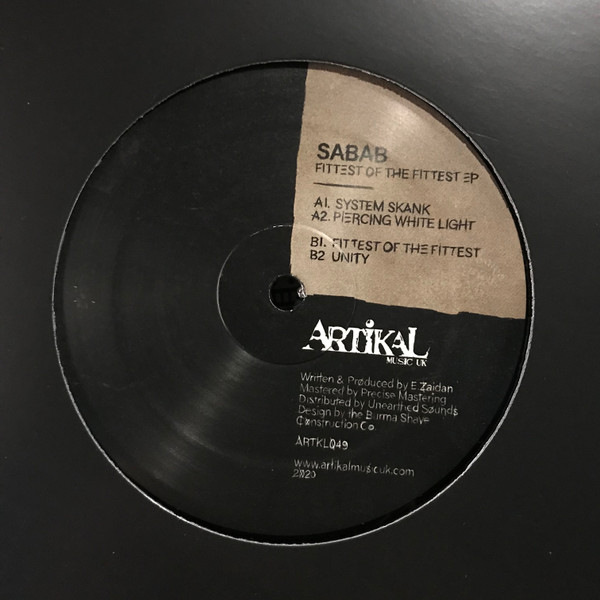 SABAB
FITTEST OF THE FITTEST EP
A1. SYSTEM SKANK
A2. PIERCING WHITE LIGHT
B1. FITTEST OF THE FITTEST
B2 UNITY
ARTiKAL
MUSIC UK
Written & Produced by E.Zaidan
Mastered by Precise Mastering
Distributed by Unearthed Sounds
Design by the Burma Shave
Construction Co.
ARTKL049
www.artikalmusicuk.com
2020